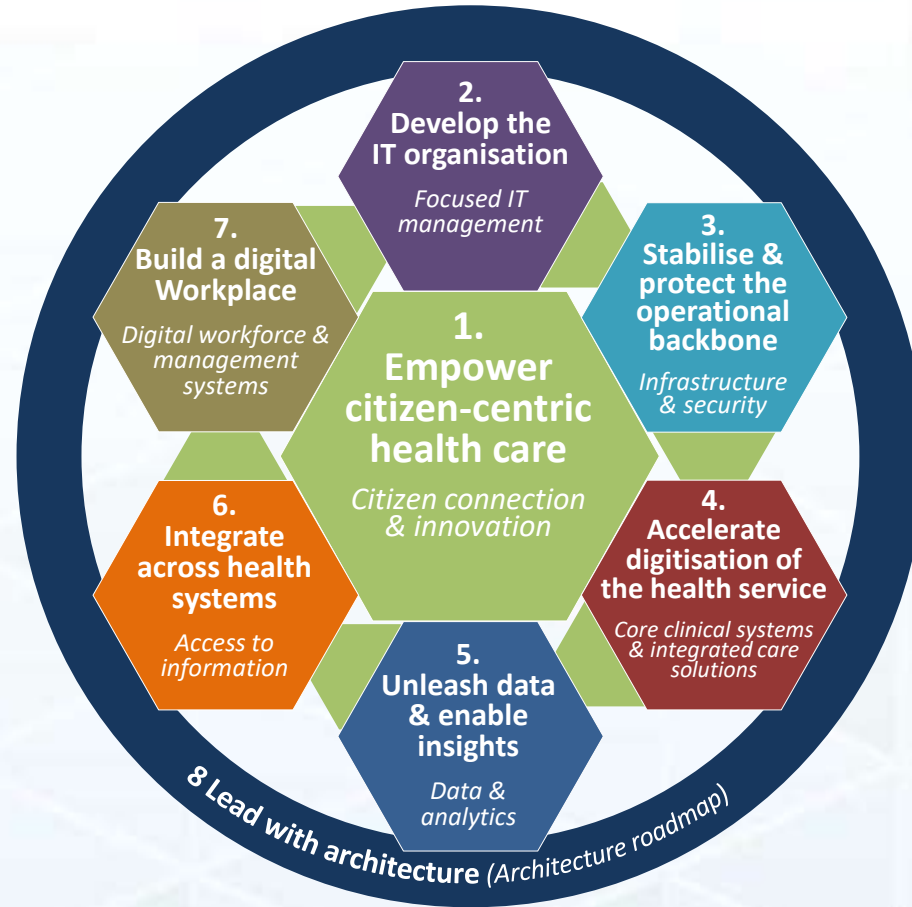 1.
Empower
citizen-centric
health care
Citizen connection
& innovation
2.
Develop the
IT organisation
Focused IT
management
3.
Stabilise &
protect the
operational
backbone
Infrastructure
& security
4.
Accelerate
digitisation of
the health service
Core clinical systems
& integrated care
solutions
5.
Unleash data
& enable
insights
Data &
analytics
6.
Integrate
across health
systems
Access to
information
7.
Build a digital
Workplace
Digital workforce &
management
systems
8 Lead with architecture (Architecture roadmap)